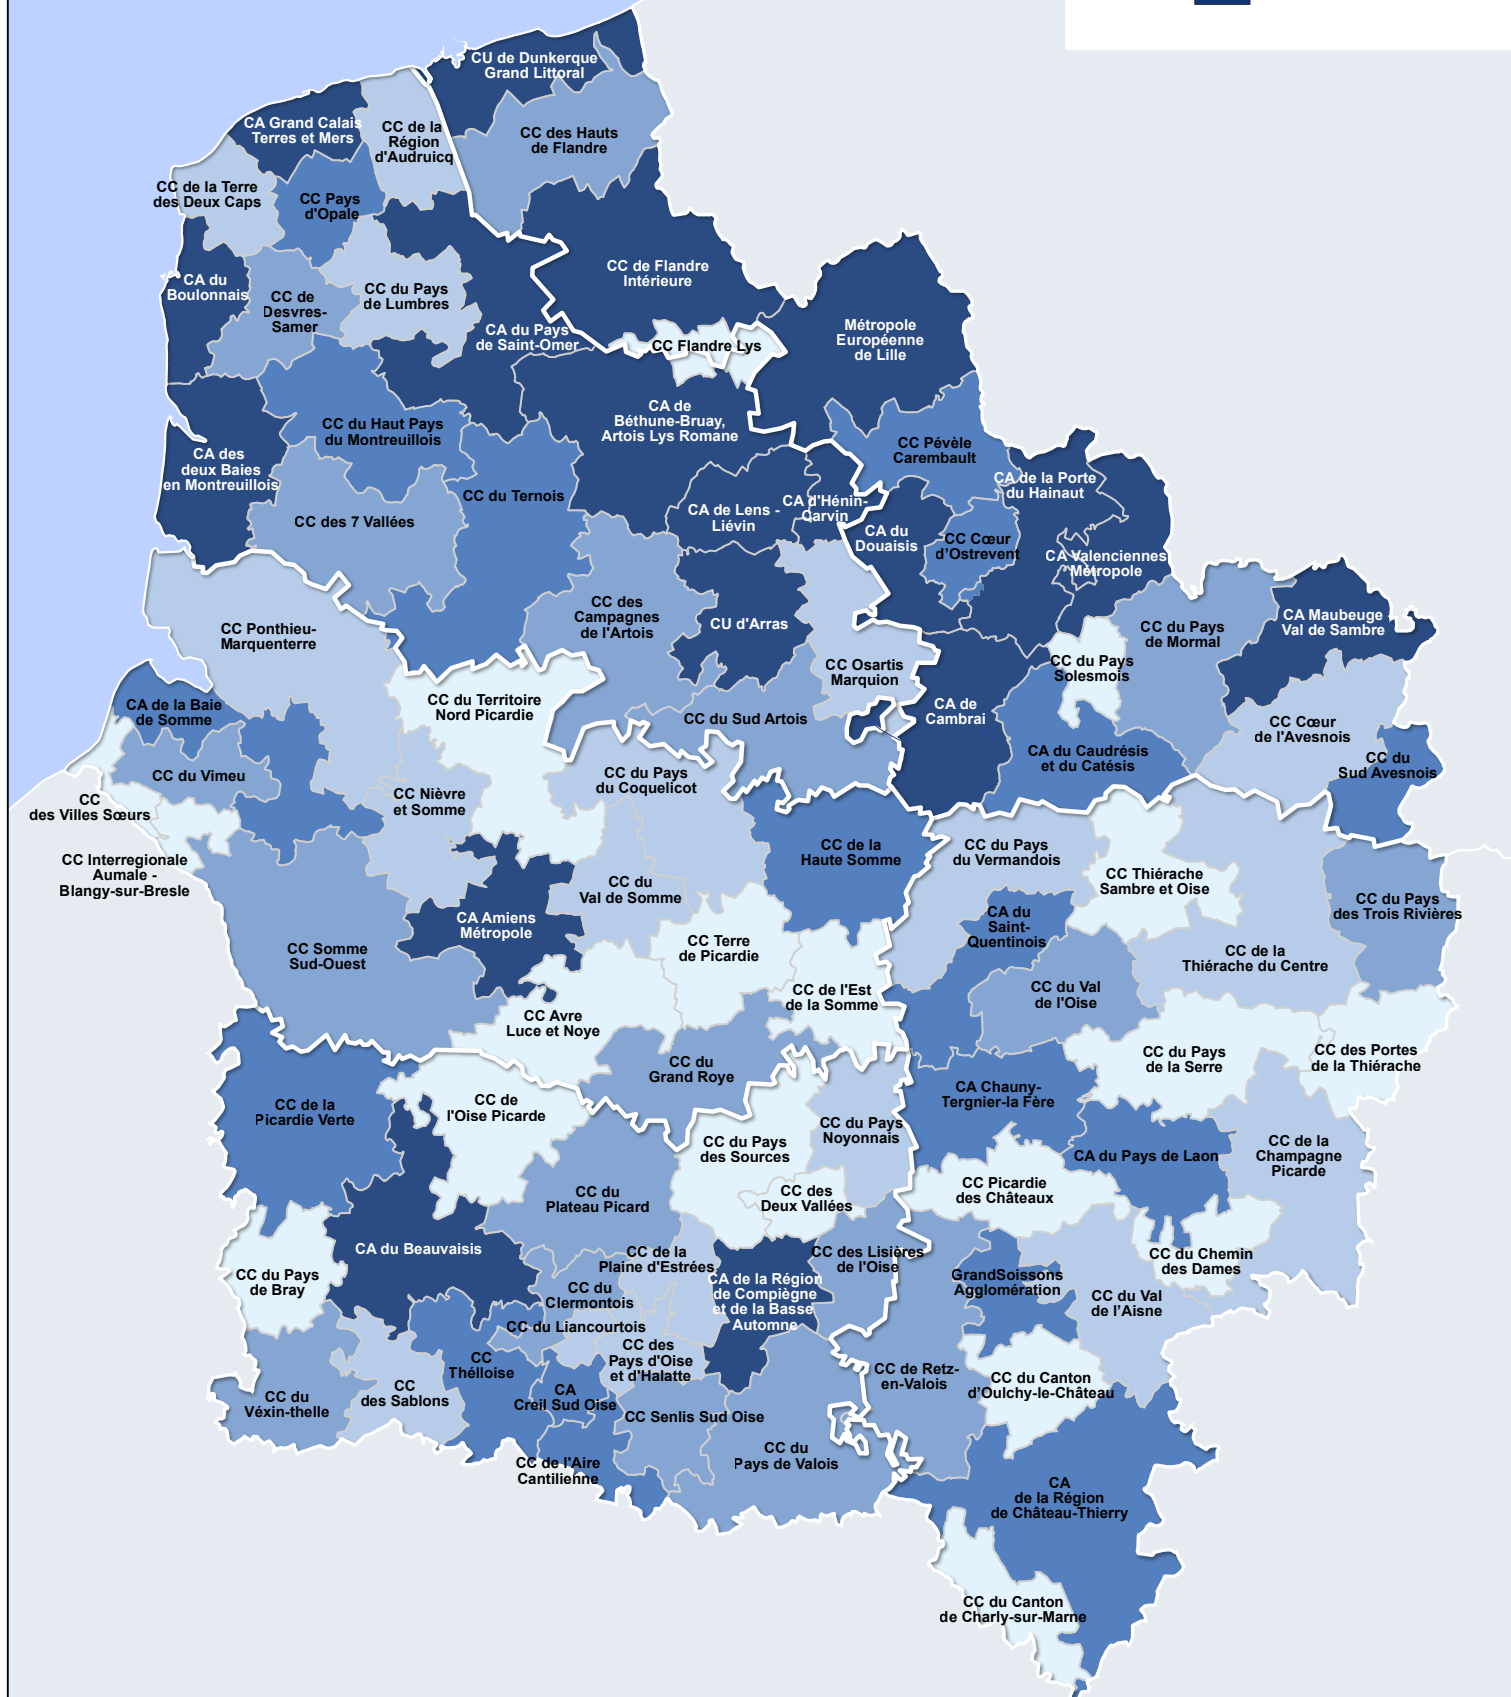 CU de Dunkerque
Grand Littoral
CA Grand Calais
Terres et Mers
CC de la
Région
d'Audruicq
CC des Hauts
de Flandre
CC de la Terre
des Deux Caps
CC Pays
d'Opale
CC de Flandre
Intérieure
CA du
Boulonnais
CC de
Desvres-
Samer
CC du Pays
de Lumbres
CA du Pays
de Saint-Omer
CC Flandre Lys
Métropole
Européenne
de Lille
CA de
Béthune-Bruay,
Artois Lys Romane
CC du Haut Pays
du Montreuillois
CC Pévèle
Carembault
CA des
deux Baies
en Montreuillois
CA de la Porte
du Hainaut
CC du Ternois
CC des 7 Vallées
CA de Lens -
Liévin
CA d'Hénin-
Carvin
CA du
Douaisis
CC Cœur
d'Ostrevent
CA Valenciennes
Métropole
CC des
Campagnes
de l'Artois
CU d'Arras
CC Ponthieu-
Marquenterre
CC du Pays
de Mormal
CA Maubeuge
Val de Sambre
CC Osartis
Marquion
CC du Pays
Solesmois
CC du Territoire
Nord Picardie
CA de la Baie
de Somme
CC du Sud Artois
CA de
Cambrai
CC Cœur
de l'Avesnois
CA du Caudrésis
et du Catésis
CC du
Sud Avesnois
CC du Vimeu
CC du Pays
du Coquelicot
CC Nièvre
et Somme
CC
des Villes Sœurs
CC Interregionale
Aumale -
Blangy-sur-Bresle
CC de la
Haute Somme
CC du Pays
du Vermandois
CC Thiérache
Sambre et Oise
CC du
Val de Somme
CC du Pays
des Trois Rivières
CA Amiens
Métropole
CA du
Saint-
Quentinois
CC Somme
Sud-Ouest
CC Terre
de Picardie
CC de la
Thiérache du Centre
CC de l'Est
de la Somme
CC du Val
de l'Oise
CC Avre
Luce et Noye
CC du Pays
de la Serre
CC des Portes
de la Thiérache
CC du
Grand Roye
CA Chauny-
Tergnier-la Fère
CC de la
Picardie Verte
CC de
l'Oise Picarde
CC du Pays
Noyonnais
CC du Pays
des Sources
CA du Pays de Laon
CC de la
Champagne
Picarde
CC du
Plateau Picard
CC des
Deux Vallées
CC Picardie
des Châteaux
CA du Beauvaisis
CC de la
Plaine d'Estrées
CC des Lisières
de l'Oise
CC du Chemin
des Dames
CC du Pays
de Bray
CC du
Clermontois
CA de la Région
de Compiègne
et de la Basse
Automne
GrandSoissons
Agglomération
CC du Val
de l'Aisne
CC du Liancourtois
CC des
Pays d'Oise
et d'Halatte
CC
Thélloise
CC de Retz-
en-Valois
CC du Canton
d'Oulchy-le-Château
CC
des Sablons
CC du
Véxin-thelle
CA
Creil Sud Oise
CC Senlis Sud Oise
CC du
Pays de Valois
CC de l'Aire
Cantilienne
CA
de la Région
de Château-Thierry
CC du Canton
de Charly-sur-Marne